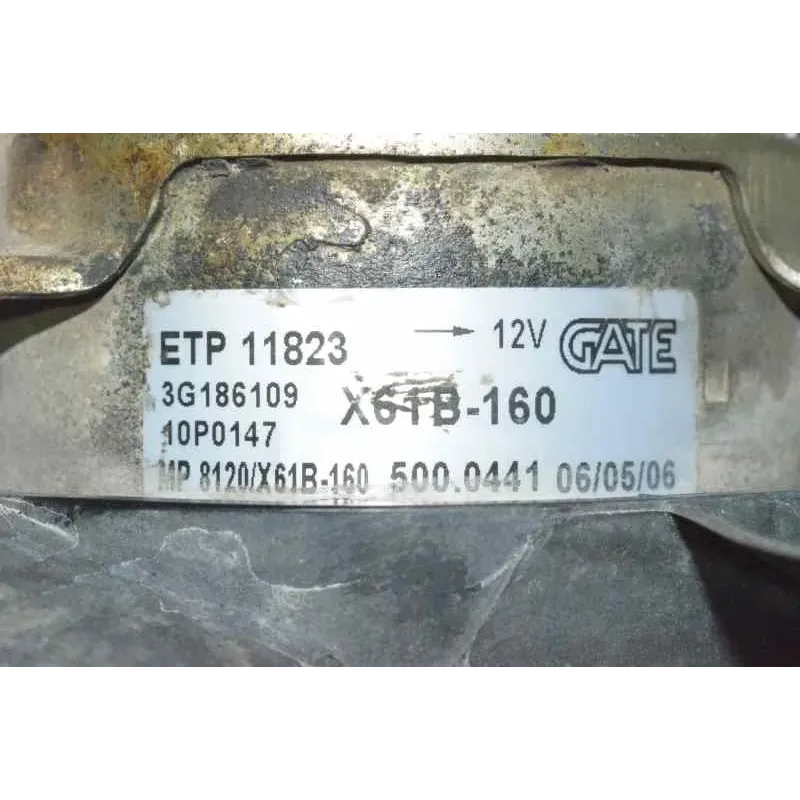 ETP 11823 → 12V GATE
3G186109 X61B-160
10P0147
MP 8120/X61B-160 500.0441 06/05/06